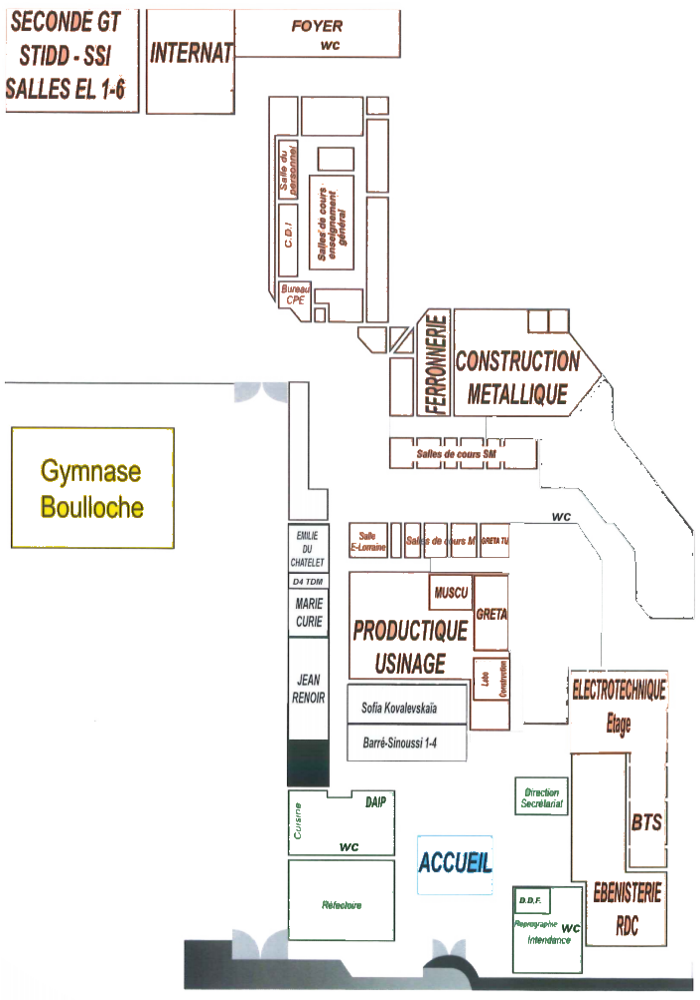 SECONDE GT
STIDD - SSI
SALLES EL 1-6
INTERNAT
FOYER
WC
Salle du
personnel
Salles de cours
enseignement
général
C.D.I
Bureau
CPE
FERRONNERIE
CONSTRUCTION
METALLIQUE
Salles de cours SM
Gymnase
Boulloche
WC
EMILIE
DU
CHATELET
D4 TDM
MARIE
CURIE
JEAN
RENOIR
Salle
E-Lorraine
Salles de cours M
GRETA TU
MUSCU
GRETA
PRODUCTIQUE
USINAGE
Labo
Construction
Sofia Kovalevskaïa
Barré-Sinoussi 1-4
ELECTROTECHNIQUE
Etage
Direction
Secrétariat
BTS
Cuisine
DAIP
WC
ACCUEIL
EBENISTERIE
RDC
Réfectoire
D.D.F.
Reprographie
WC
Intendance